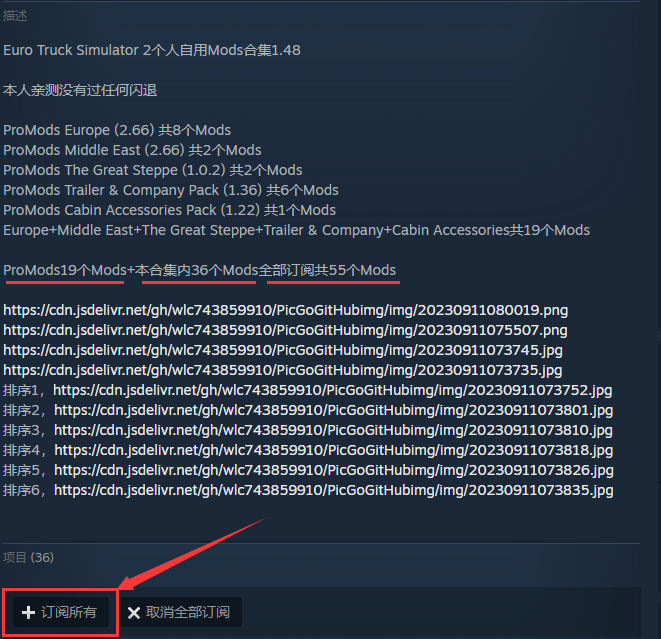 描述
Euro Truck Simulator 2个人自用Mods合集1.48
本人亲测没有过任何闪退
ProMods Europe (2.66) 共8个Mods
ProMods Middle East (2.66) 共2个Mods
ProMods The Great Steppe (1.0.2) 共2个Mods
ProMods Trailer & Company Pack (1.36) 共6个Mods
ProMods Cabin Accessories Pack (1.22) 共1个Mods
Europe+Middle East+The Great Steppe+Trailer & Company+Cabin Accessories共19个Mods
ProMods19个Mods+本合集内36个Mods全部订阅共55个Mods
https://cdn.jsdelivr.net/gh/wlc743859910/PicGoGitHubimg/img/20230911080019.png
https://cdn.jsdelivr.net/gh/wlc743859910/PicGoGitHubimg/img/20230911075507.png
https://cdn.jsdelivr.net/gh/wlc743859910/PicGoGitHubimg/img/20230911073745.jpg
https://cdn.jsdelivr.net/gh/wlc743859910/PicGoGitHubimg/img/20230911073735.jpg
排序1，https://cdn.jsdelivr.net/gh/wlc743859910/PicGoGitHubimg/img/20230911073752.jpg
排序2，https://cdn.jsdelivr.net/gh/wlc743859910/PicGoGitHubimg/img/20230911073801.jpg
排序3，https://cdn.jsdelivr.net/gh/wlc743859910/PicGoGitHubimg/img/20230911073810.jpg
排序4，https://cdn.jsdelivr.net/gh/wlc743859910/PicGoGitHubimg/img/20230911073818.jpg
排序5，https://cdn.jsdelivr.net/gh/wlc743859910/PicGoGitHubimg/img/20230911073826.jpg
排序6，https://cdn.jsdelivr.net/gh/wlc743859910/PicGoGitHubimg/img/20230911073835.jpg
项目 (36)
订阅所有 取消全部订阅